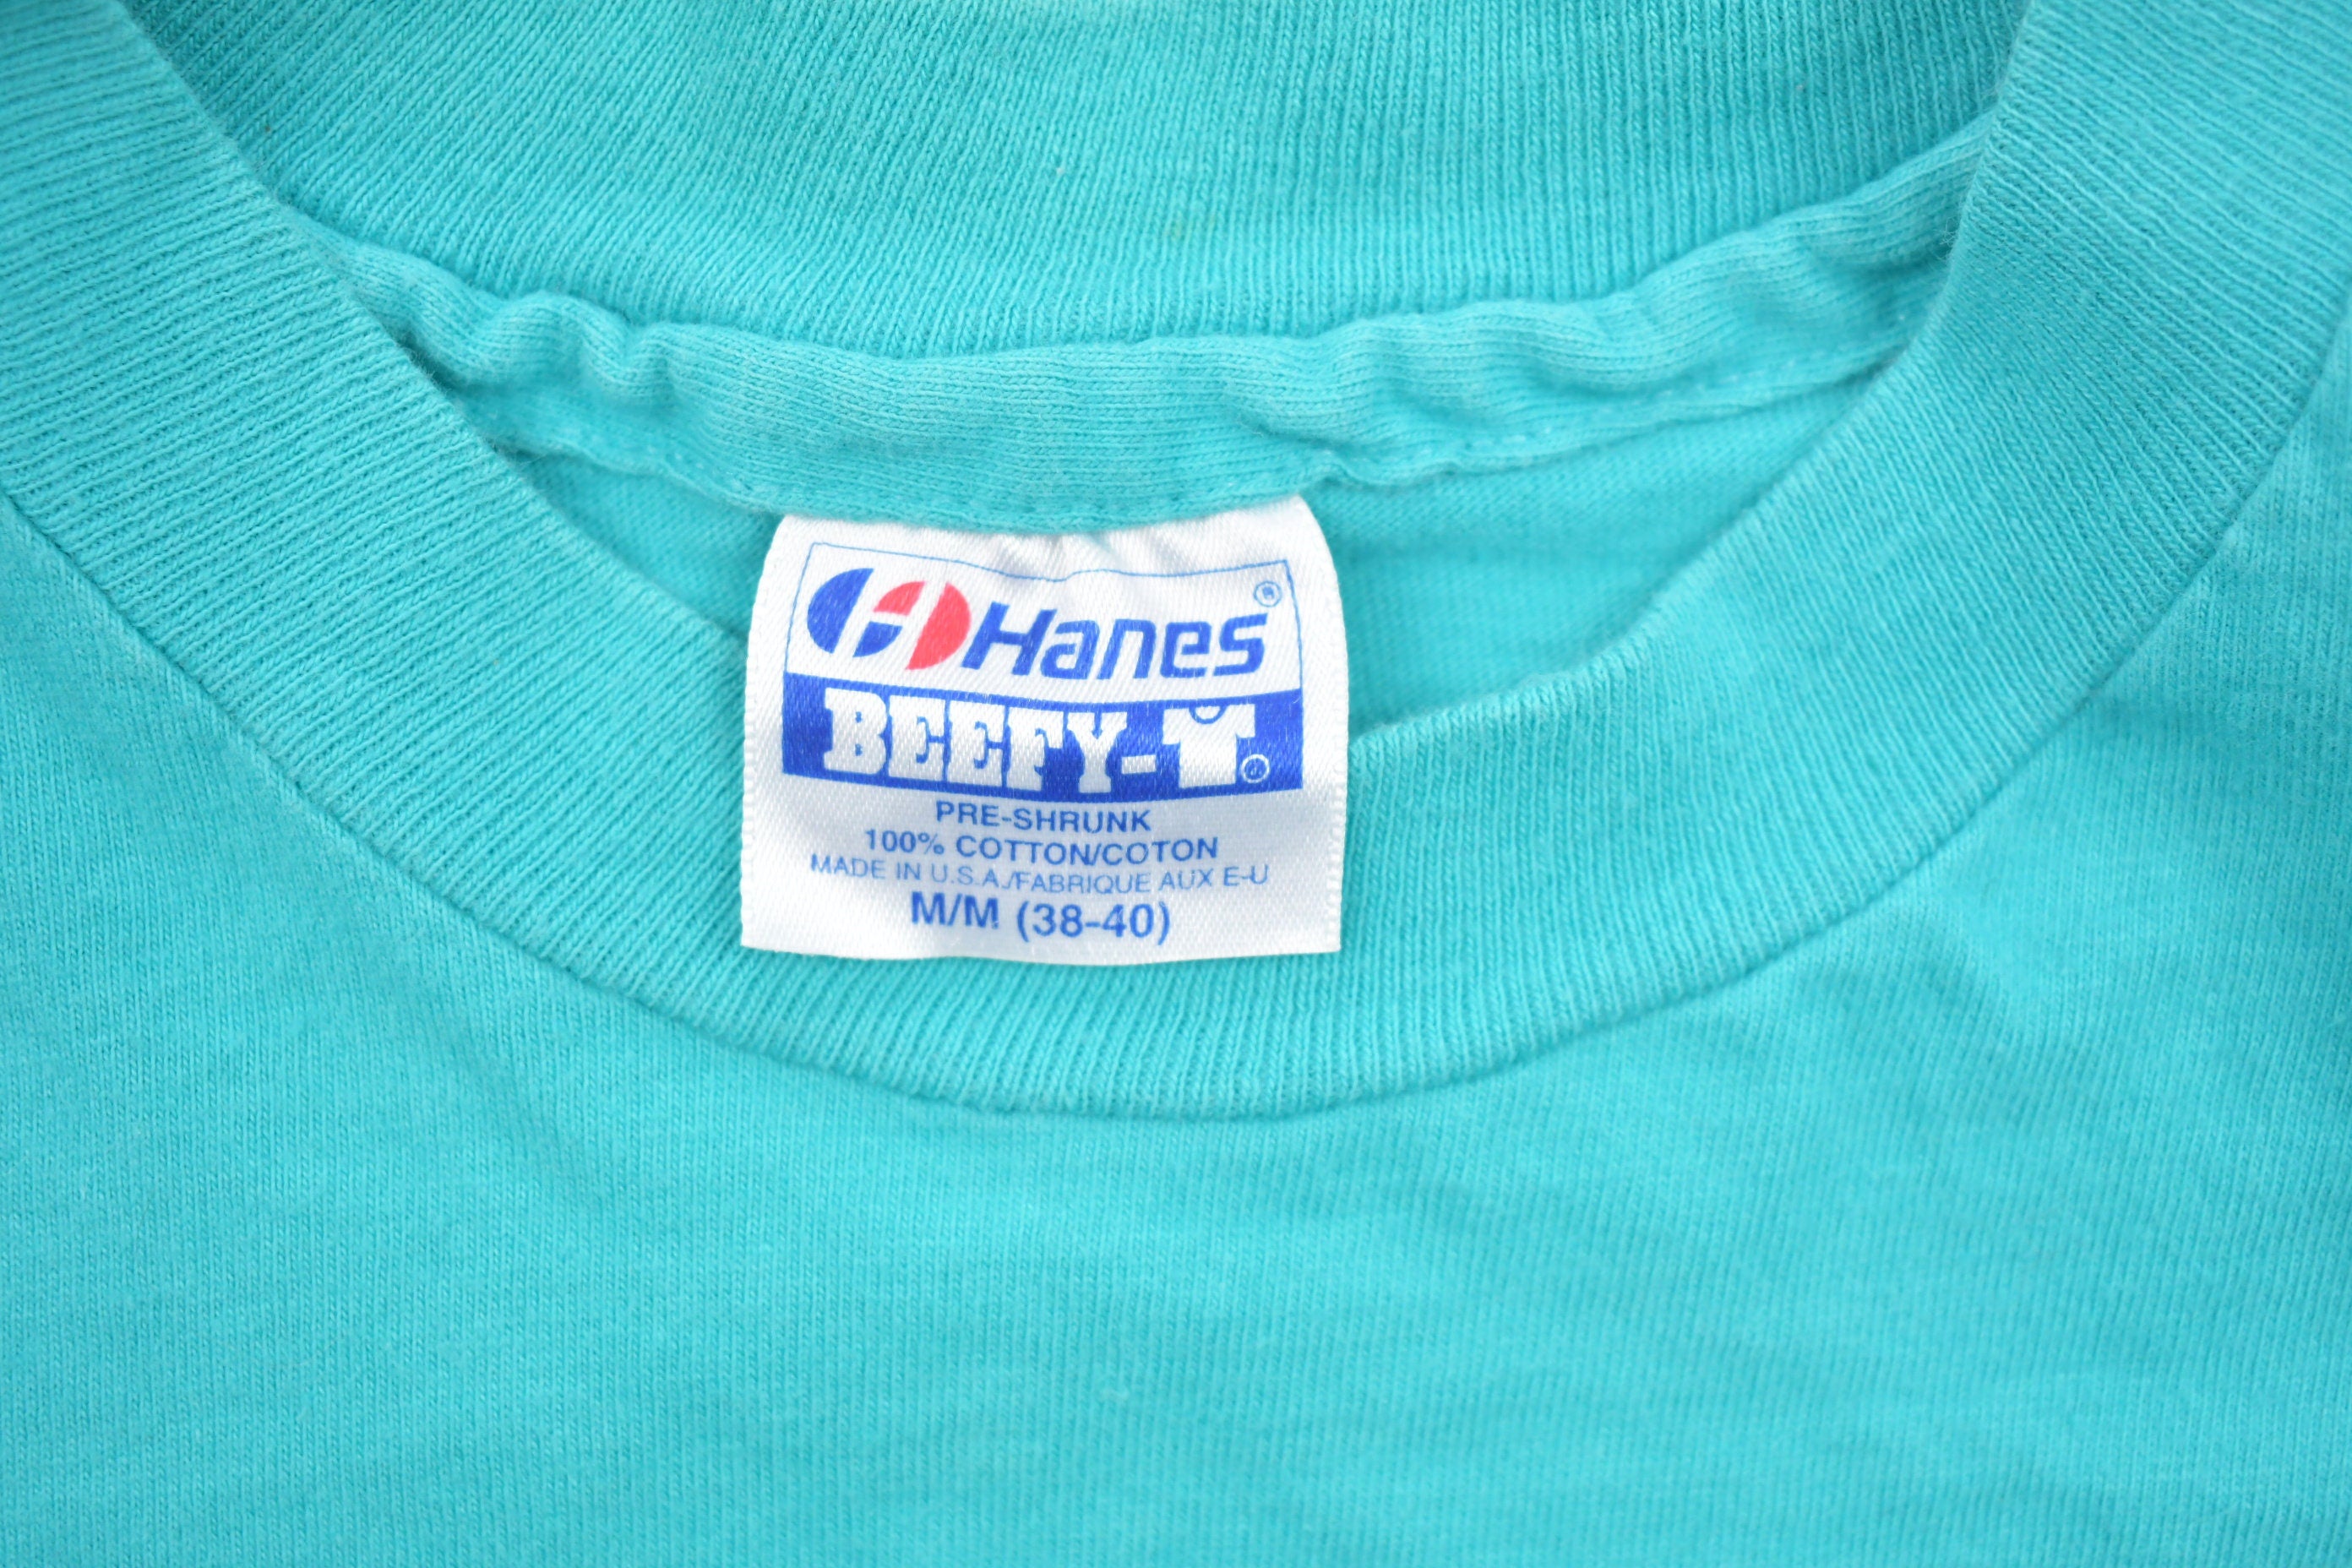 Hanes®
BEEFY-T®
PRE-SHRUNK
100% COTTON/COTON
MADE IN U.S.A./FABRIQUE AUX E-U
M/M (38-40)